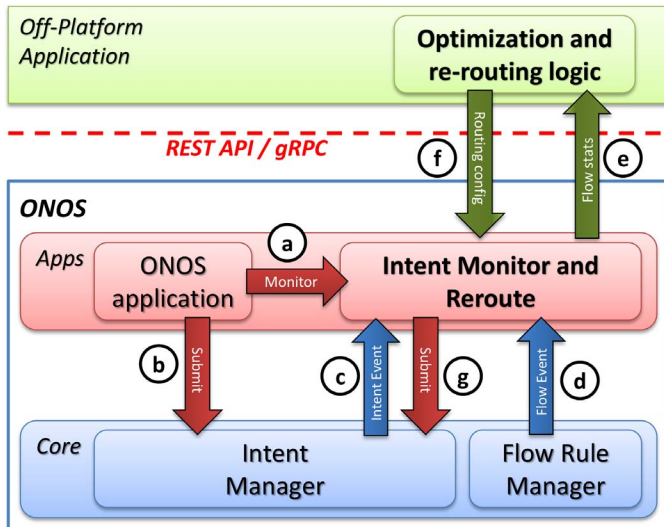 Off-Platform
Application
Optimization and
re-routing logic
Routing config
Flow stats
f
e
REST API / gRPC
ONOS
Apps
ONOS
application
a
Monitor
Intent Monitor and
Reroute
b
Submit
c
Intent Event
Submit
g
Flow Event
d
Core
Intent
Manager
Flow Rule
Manager